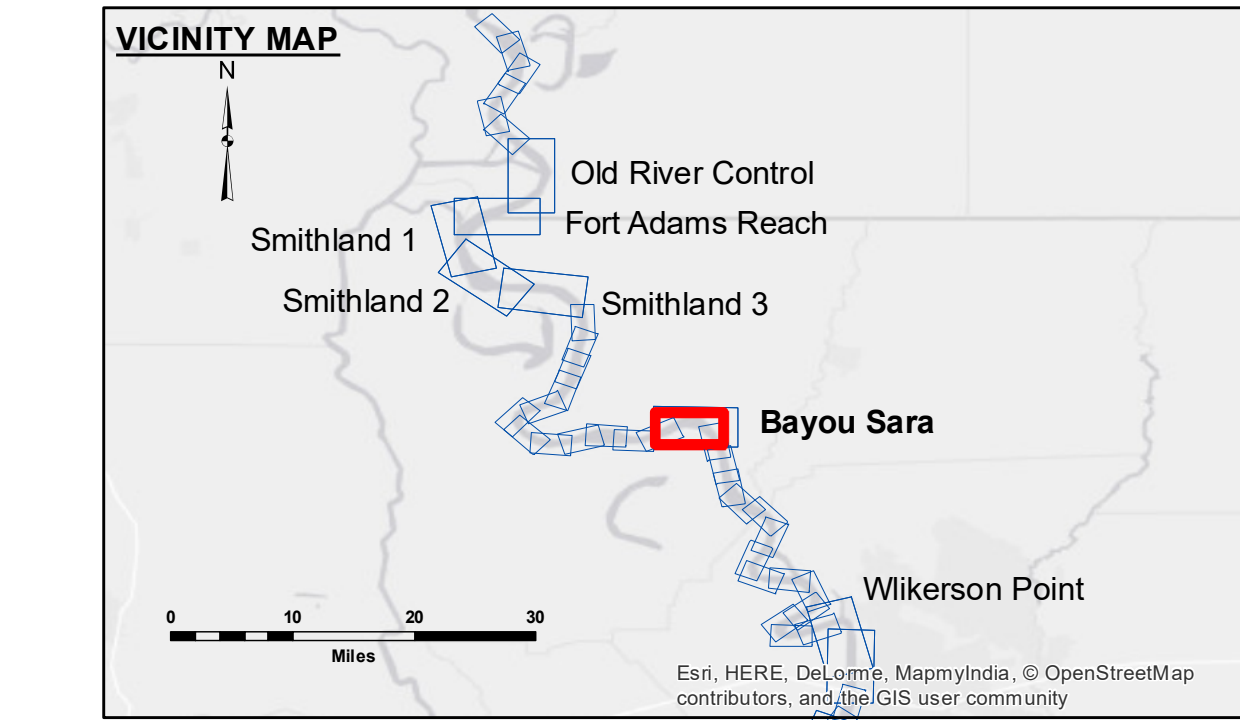 VICINITY MAP
N
Old River Control
Fort Adams Reach
Smithland 1
Smithland 2
Smithland 3
Bayou Sara
Wlikerson Point
0 10 20 30
Miles
Esri, HERE, DeLorme, MapmyIndia, © OpenStreetMap
contributors, and the GIS user community